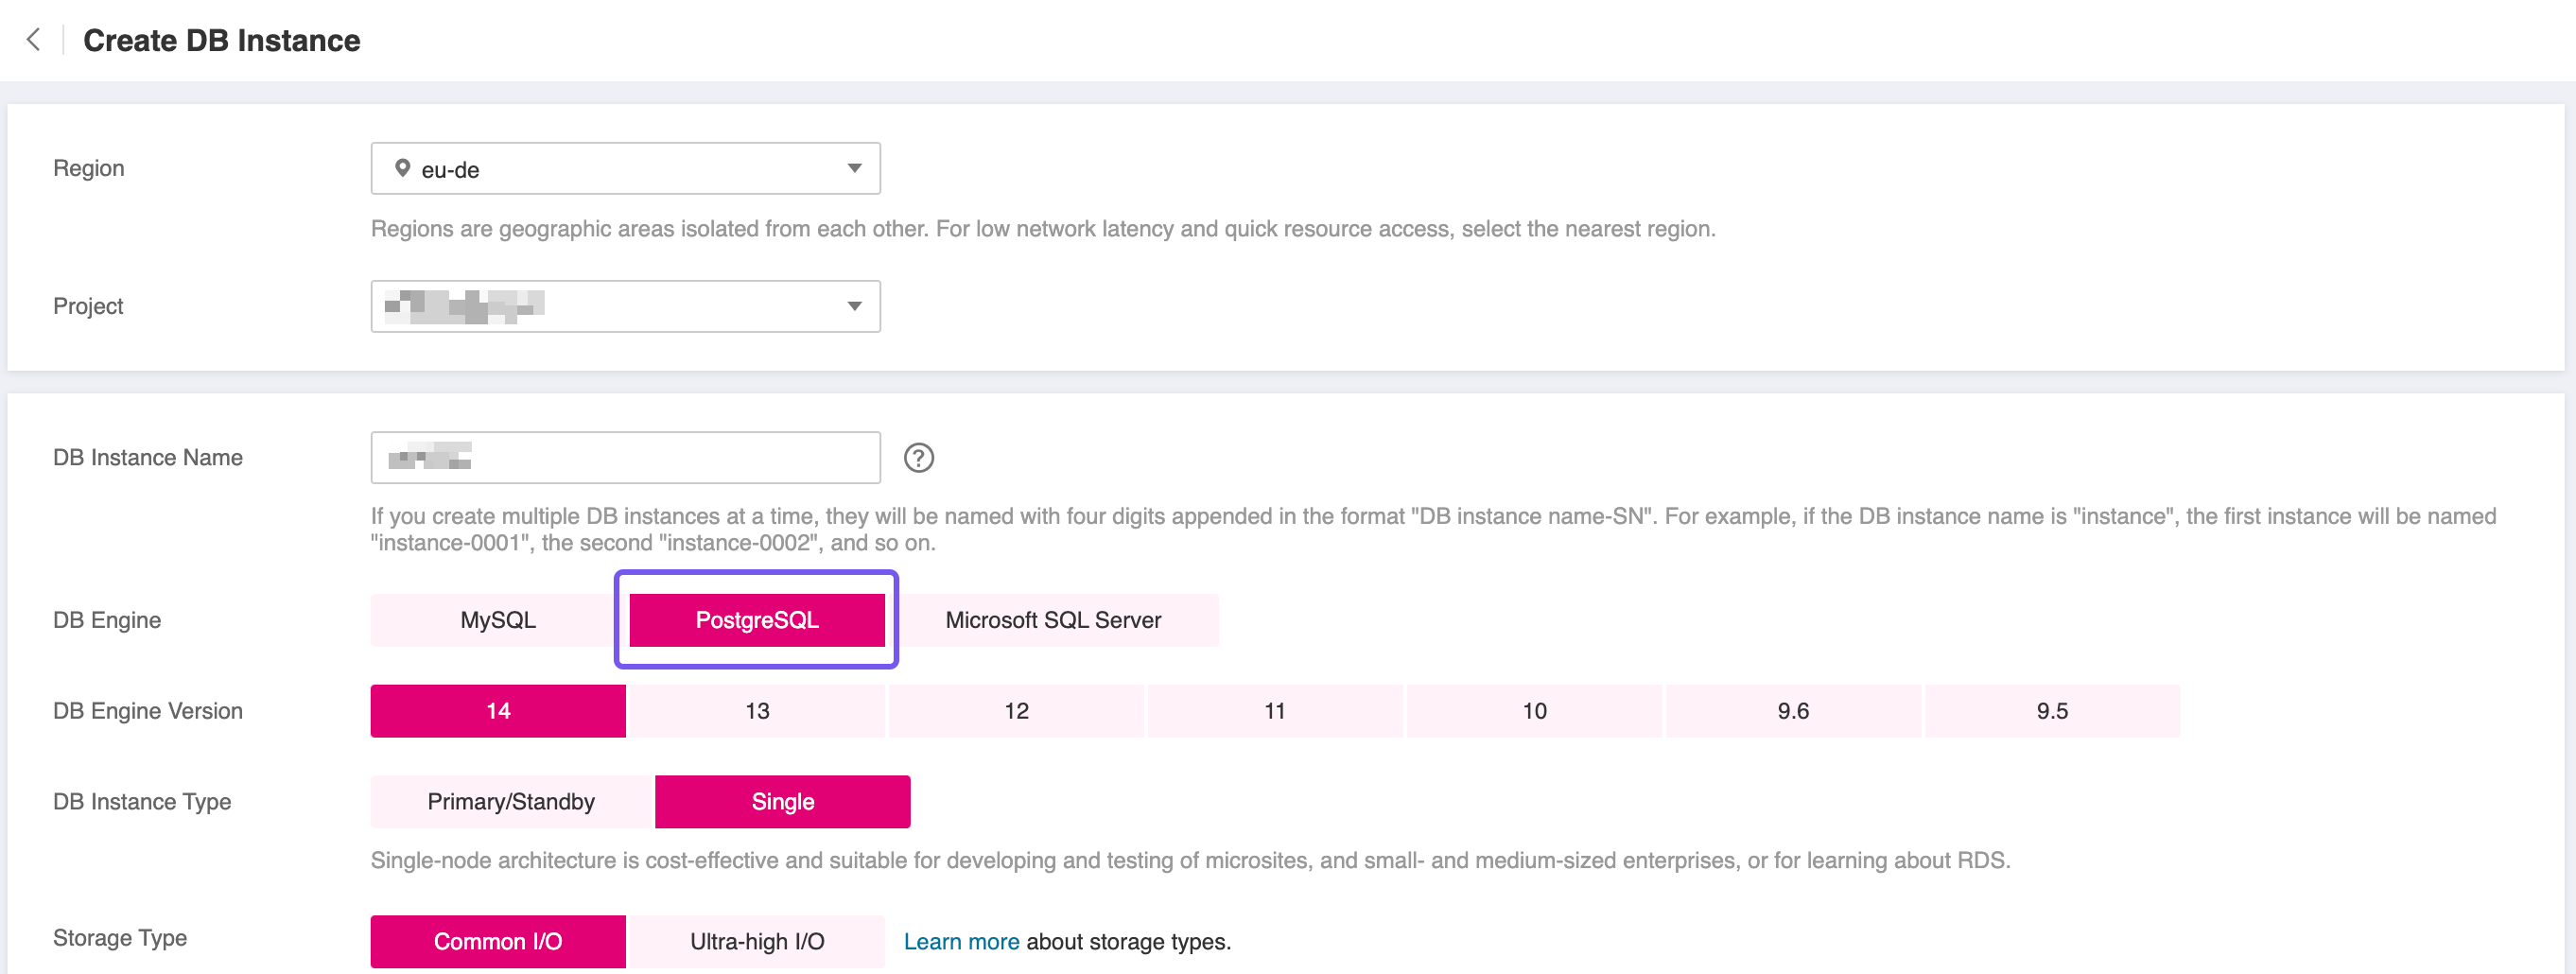 Create DB Instance
Region
eu-de
Regions are geographic areas isolated from each other. For low network latency and quick resource access, select the nearest region.
Project
DB Instance Name
?
If you create multiple DB instances at a time, they will be named with four digits appended in the format "DB instance name-SN". For example, if the DB instance name is "instance", the first instance will be named
"instance-0001", the second "instance-0002", and so on.
DB Engine MySQL PostgreSQL Microsoft SQL Server
DB Engine Version 14 13 12 11 10 9.6 9.5
DB Instance Type Primary/Standby Single
Single-node architecture is cost-effective and suitable for developing and testing of microsites, and small- and medium-sized enterprises, or for learning about RDS.
Storage Type Common I/O Ultra-high I/O Learn more about storage types.